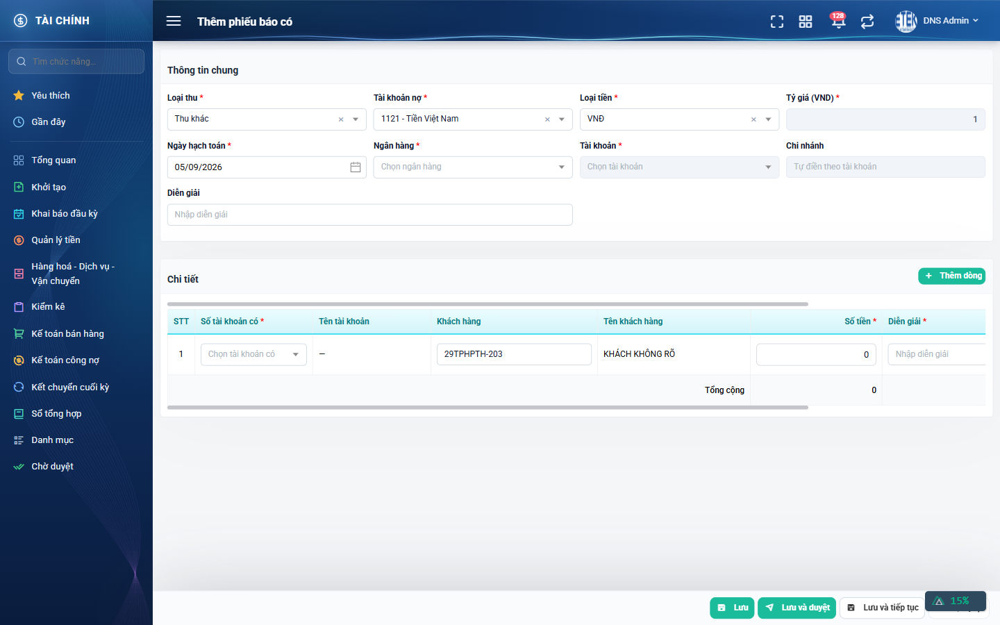 TÀI CHÍNH
Thêm phiếu báo có
128
DNS Admin
Tìm chức năng...
Yêu thích
Gần đây
Tổng quan
Khởi tạo
Khai báo đầu kỳ
Quản lý tiền
Hàng hoá - Dịch vụ -
Vận chuyển
Kiểm kê
Kế toán bán hàng
Kế toán công nợ
Kết chuyển cuối kỳ
Sổ tổng hợp
Danh mục
Chờ duyệt
Thông tin chung
Loại thu * Tài khoản nợ * Loại tiền * Tỷ giá (VND) *
Thu khác 1121 - Tiền Việt Nam VNĐ 1
Ngày hạch toán * Ngân hàng * Tài khoản * Chi nhánh
05/09/2026 Chọn ngân hàng Chọn tài khoản Tự điền theo tài khoản
Diễn giải
Nhập diễn giải
Chi tiết
+ Thêm dòng
STT Số tài khoản có * Tên tài khoản Khách hàng Tên khách hàng Số tiền * Diễn giải *
1 Chọn tài khoản có — 29TPHPTH-203 KHÁCH KHÔNG RÕ 0 Nhập diễn giải
Tổng cộng 0
Lưu Lưu và duyệt Lưu và tiếp tục
15%